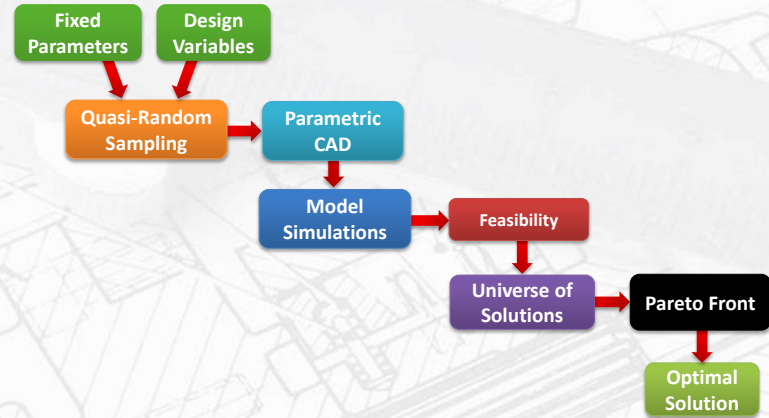 Fixed
Parameters
Design
Variables
Quasi-Random
Sampling
Parametric
CAD
Model
Simulations
Feasibility
Universe of
Solutions
Pareto Front
Optimal
Solution